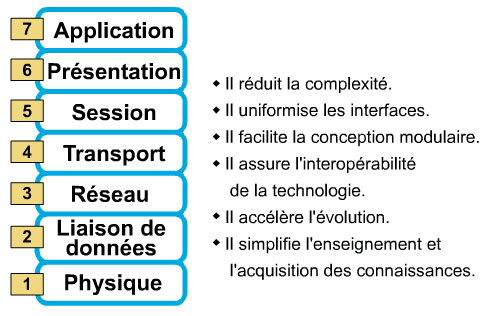 7 Application
6 Présentation
5 Session
4 Transport
3 Réseau
2 Liaison de
données
1 Physique
◆ Il réduit la complexité.
◆ Il uniformise les interfaces.
◆ Il facilite la conception modulaire.
◆ Il assure l'interopérabilité
de la technologie.
◆ Il accélère l'évolution.
◆ Il simplifie l'enseignement et
l'acquisition des connaissances.